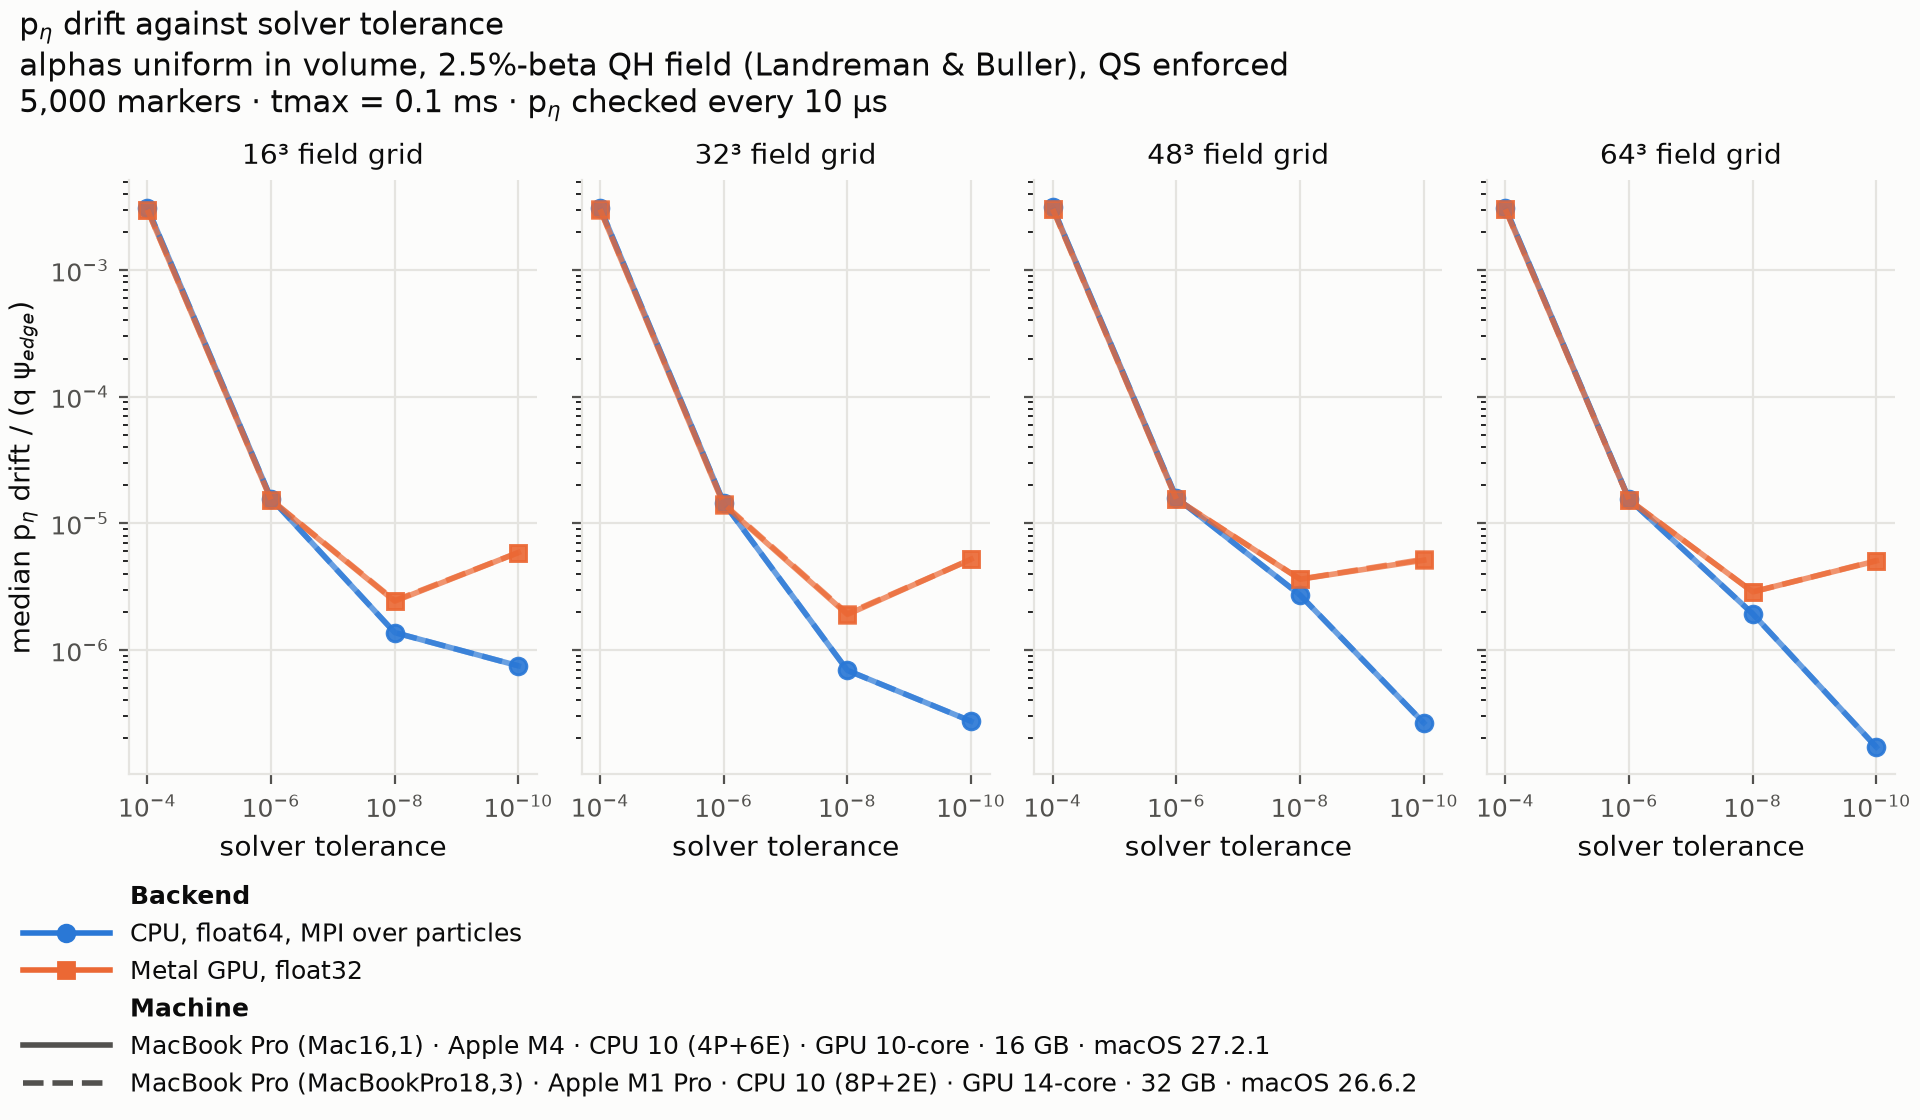 pη drift against solver tolerance
alphas uniform in volume, 2.5%-beta QH field (Landreman & Buller), QS enforced
5,000 markers · tmax = 0.1 ms · pη checked every 10 µs
16³ field grid
32³ field grid
48³ field grid
64³ field grid
median pη drift / (q ψedge)
10⁻³
10⁻⁴
10⁻⁵
10⁻⁶
10⁻⁴ 10⁻⁶ 10⁻⁸ 10⁻¹⁰
10⁻⁴ 10⁻⁶ 10⁻⁸ 10⁻¹⁰
10⁻⁴ 10⁻⁶ 10⁻⁸ 10⁻¹⁰
10⁻⁴ 10⁻⁶ 10⁻⁸ 10⁻¹⁰
solver tolerance
solver tolerance
solver tolerance
solver tolerance
Backend
CPU, float64, MPI over particles
Metal GPU, float32
Machine
MacBook Pro (Mac16,1) · Apple M4 · CPU 10 (4P+6E) · GPU 10-core · 16 GB · macOS 27.2.1
MacBook Pro (MacBookPro18,3) · Apple M1 Pro · CPU 10 (8P+2E) · GPU 14-core · 32 GB · macOS 26.6.2